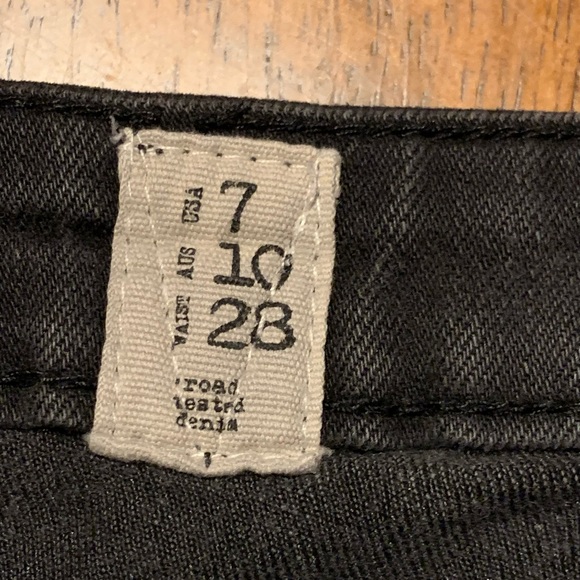 USA 7
AUS 10
WAIST 28
'road
tested
denim